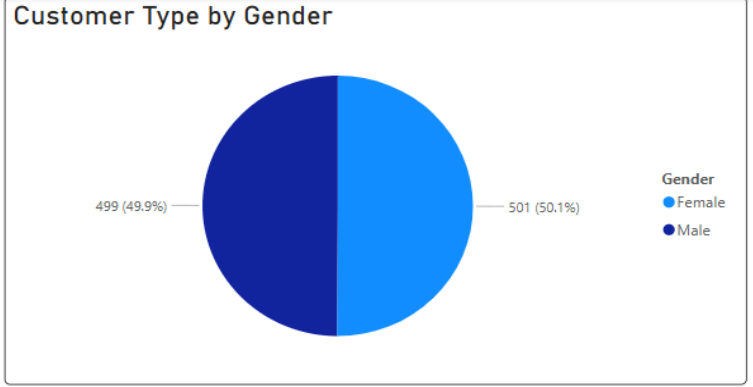 Customer Type by Gender
499 (49.9%)
501 (50.1%)
Gender
Female
Male